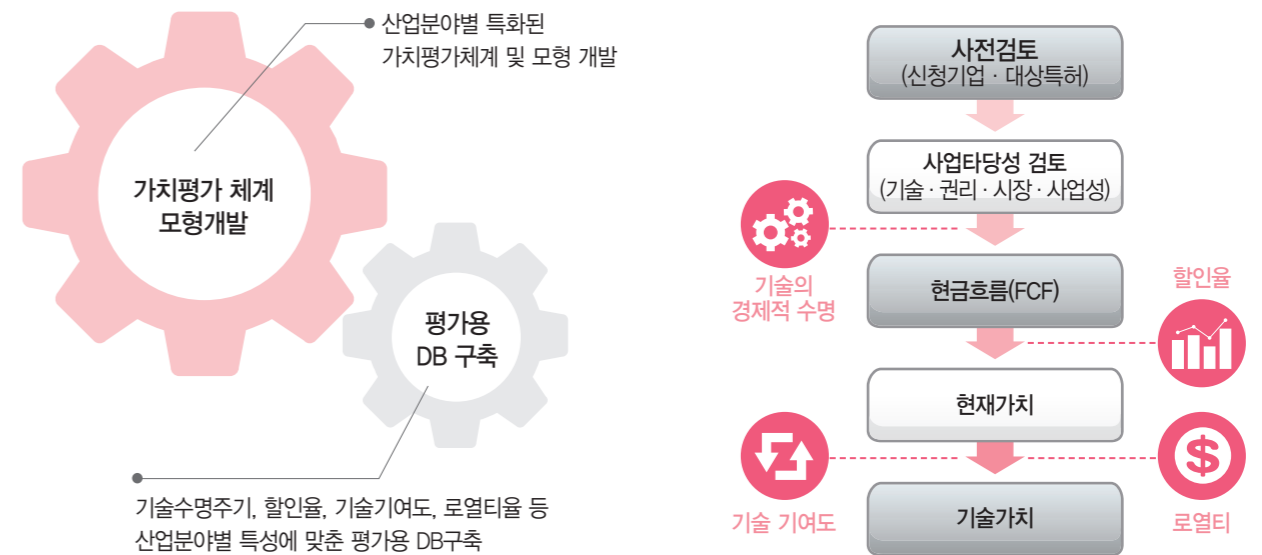 산업분야별 특화된
가치평가체계 및 모형 개발
가치평가 체계
모형개발
평가용
DB 구축
기술수명주기, 할인율, 기술기여도, 로열티율 등
산업분야별 특성에 맞춘 평가용 DB구축
사전검토
(신청기업 · 대상특허)
사업타당성 검토
(기술 · 권리 · 시장 · 사업성)
기술의
경제적 수명
현금흐름(FCF)
할인율
현재가치
기술 기여도
$
로열티
기술가치